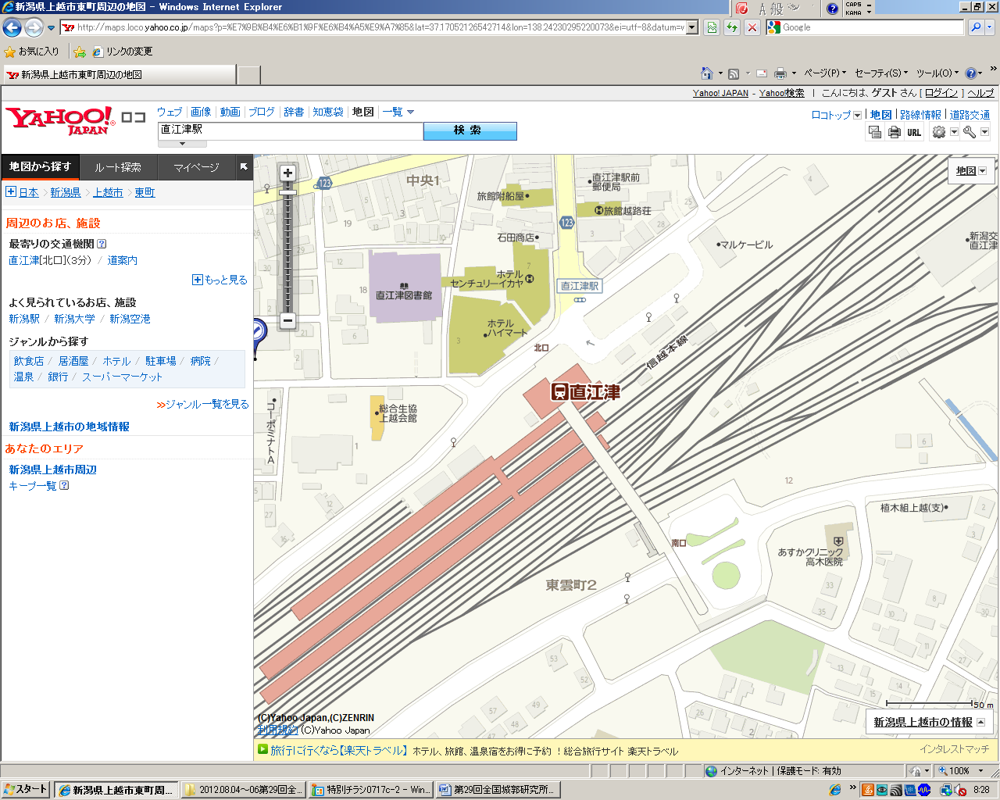 新潟県上越市東町周辺の地図 - Windows Internet Explorer
A 般
CAPS
KANA
http://maps.loco.yahoo.co.jp/maps?p=%E7%9B%B4%E6%B1%9F%E6%B4%A5%E9%A7%85&lat=37.17052126542714&lon=138.24230295220073&ei=utf-8&datum=w
Google
お気に入り
リンクの変更
新潟県上越市東町周辺の地図
ページ(P)
セーフティ(S)
ツール(O)
Yahoo! JAPAN - Yahoo!検索 | こんにちは、ゲストさん [ ログイン ] ヘルプ
YAHOO! JAPAN ロコ
ウェブ 画像 動画 ブログ 辞書 知恵袋 地図 一覧
直江津駅
検 索
ロコトップ 地図 路線情報 道路交通
URL
地図から探す ルート探索 マイページ
日本 新潟県 上越市 東町
周辺のお店、施設
最寄りの交通機関
直江津[北口](3分) / 道案内
もっと見る
よく見られているお店、施設
新潟駅 / 新潟大学 / 新潟空港
ジャンルから探す
飲食店 / 居酒屋 / ホテル / 駐車場 / 病院 /
温泉 / 銀行 / スーパーマーケット
ジャンル一覧を見る
新潟県上越市の地域情報
あなたのエリア
新潟県上越市周辺
キープ一覧
地図
123
中央1
旅館附船屋
直江津駅前
郵便局
旅館越路荘
19
3
28
4
123
石田商店
マルケービル
新潟交
直江津
直江津図書館
18
ホテル
センチュリーイカヤ
7
直江津駅
6
3
ホテル
ハイマート
北口
信越本線
直江津
コーポミナトA
総合生協
上越会館
1
12
27
16
6
5
12
植木組上越(支)
2
南口
あすかクリニック
高木医院
東雲町2
33
35
53
52
57
48
49
13
11
26
2
50 m
(C)Yahoo Japan,(C)ZENRIN
利用規約 (C)Yahoo Japan
新潟県上越市の情報
旅行に行くなら【楽天トラベル】 ホテル、旅館、温泉宿をお得に予約 ! 総合旅行サイト 楽天トラベル
インタレストマッチ
インターネット | 保護モード: 有効
100%
スタート
新潟県上越市東町周...
2012.08.04～06第29回全...
特別チラシ0717c-2 - Win...
第29回全国城郭研究所...
8:28